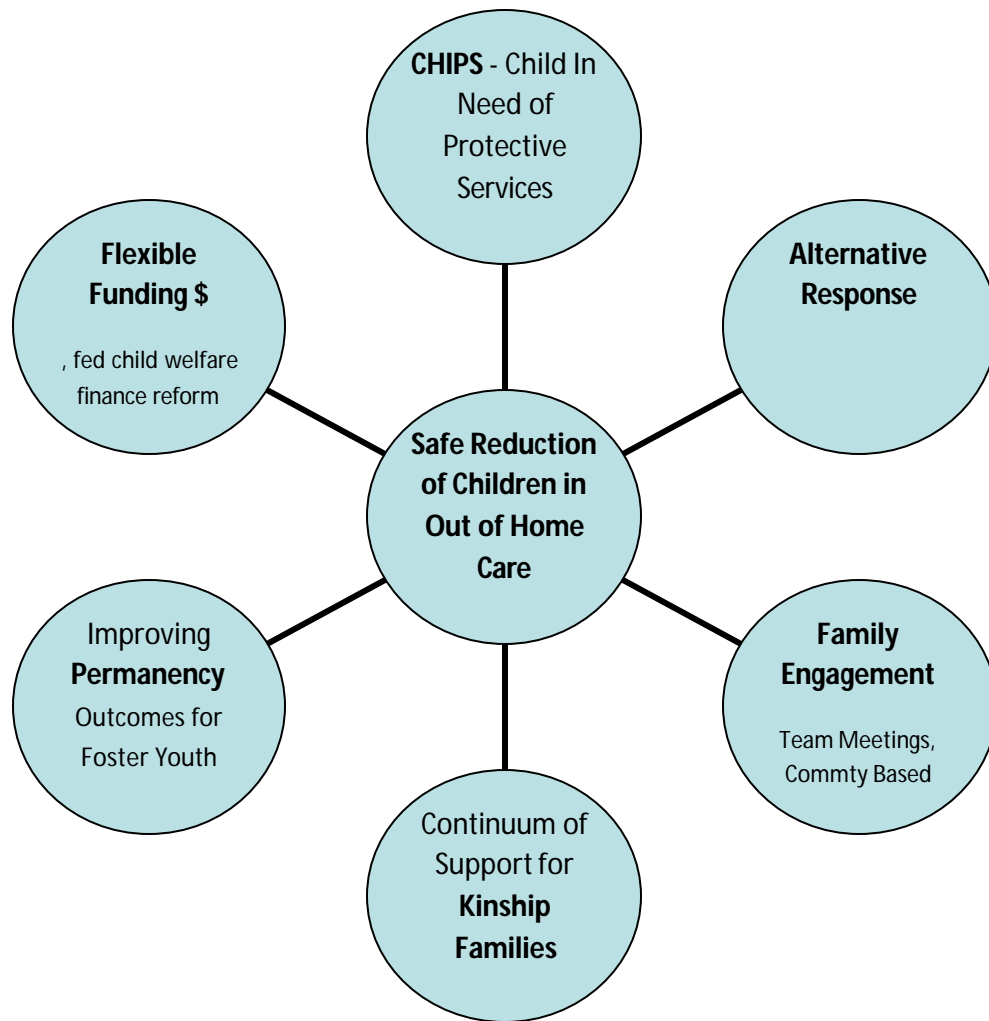 CHIPS - Child In
Need of
Protective
Services
Flexible
Funding $
, fed child welfare
finance reform
Alternative
Response
Safe Reduction
of Children in
Out of Home
Care
Improving
Permanency
Outcomes for
Foster Youth
Family
Engagement
Team Meetings,
Commty Based
Continuum of
Support for
Kinship
Families